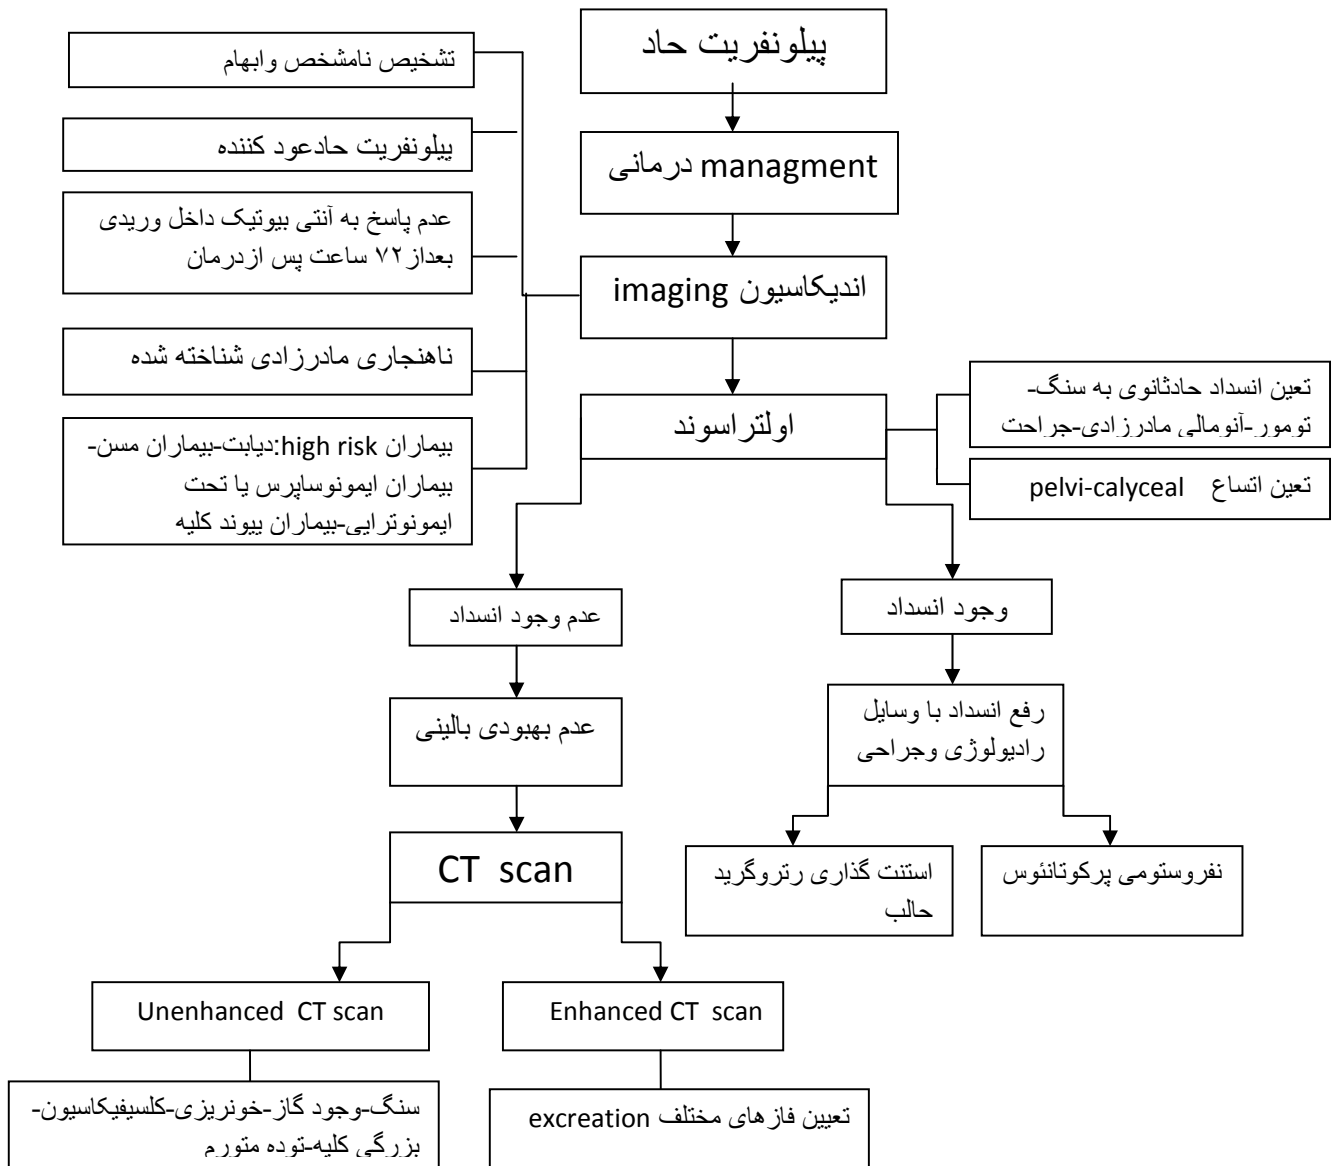 پیلونفریت حاد
managment درمانی
اندیکاسیون imaging
تشخیص نامشخص وابهام
پیلونفریت حادعود کننده
عدم پاسخ به آنتی بیوتیک داخل وریدی
بعداز۷۲ ساعت پس ازدرمان
ناهنجاری مادرزادی شناخته شده
بیماران high risk:دیابت-بیماران مسن-
بیماران ایمونوساپرس یا تحت
ایمونوتراپی-بیماران پیوند کلیه
اولتراسوند
تعین انسداد حادثانوی به سنگ-
تومور-آنومالی مادرزادی-جراحت
تعین اتساع pelvi-calyceal
وجود انسداد
رفع انسداد با وسایل
رادیولوژی وجراحی
نفروستومی پرکوتانئوس
استنت گذاری رتروگرید
حالب
عدم وجود انسداد
عدم بهبودی بالینی
CT scan
Enhanced CT scan
تعیین فازهای مختلف excreation
Unenhanced CT scan
سنگ-وجود گاز-خونریزی-کلسیفیکاسیون-
بزرگی کلیه-توده متورم